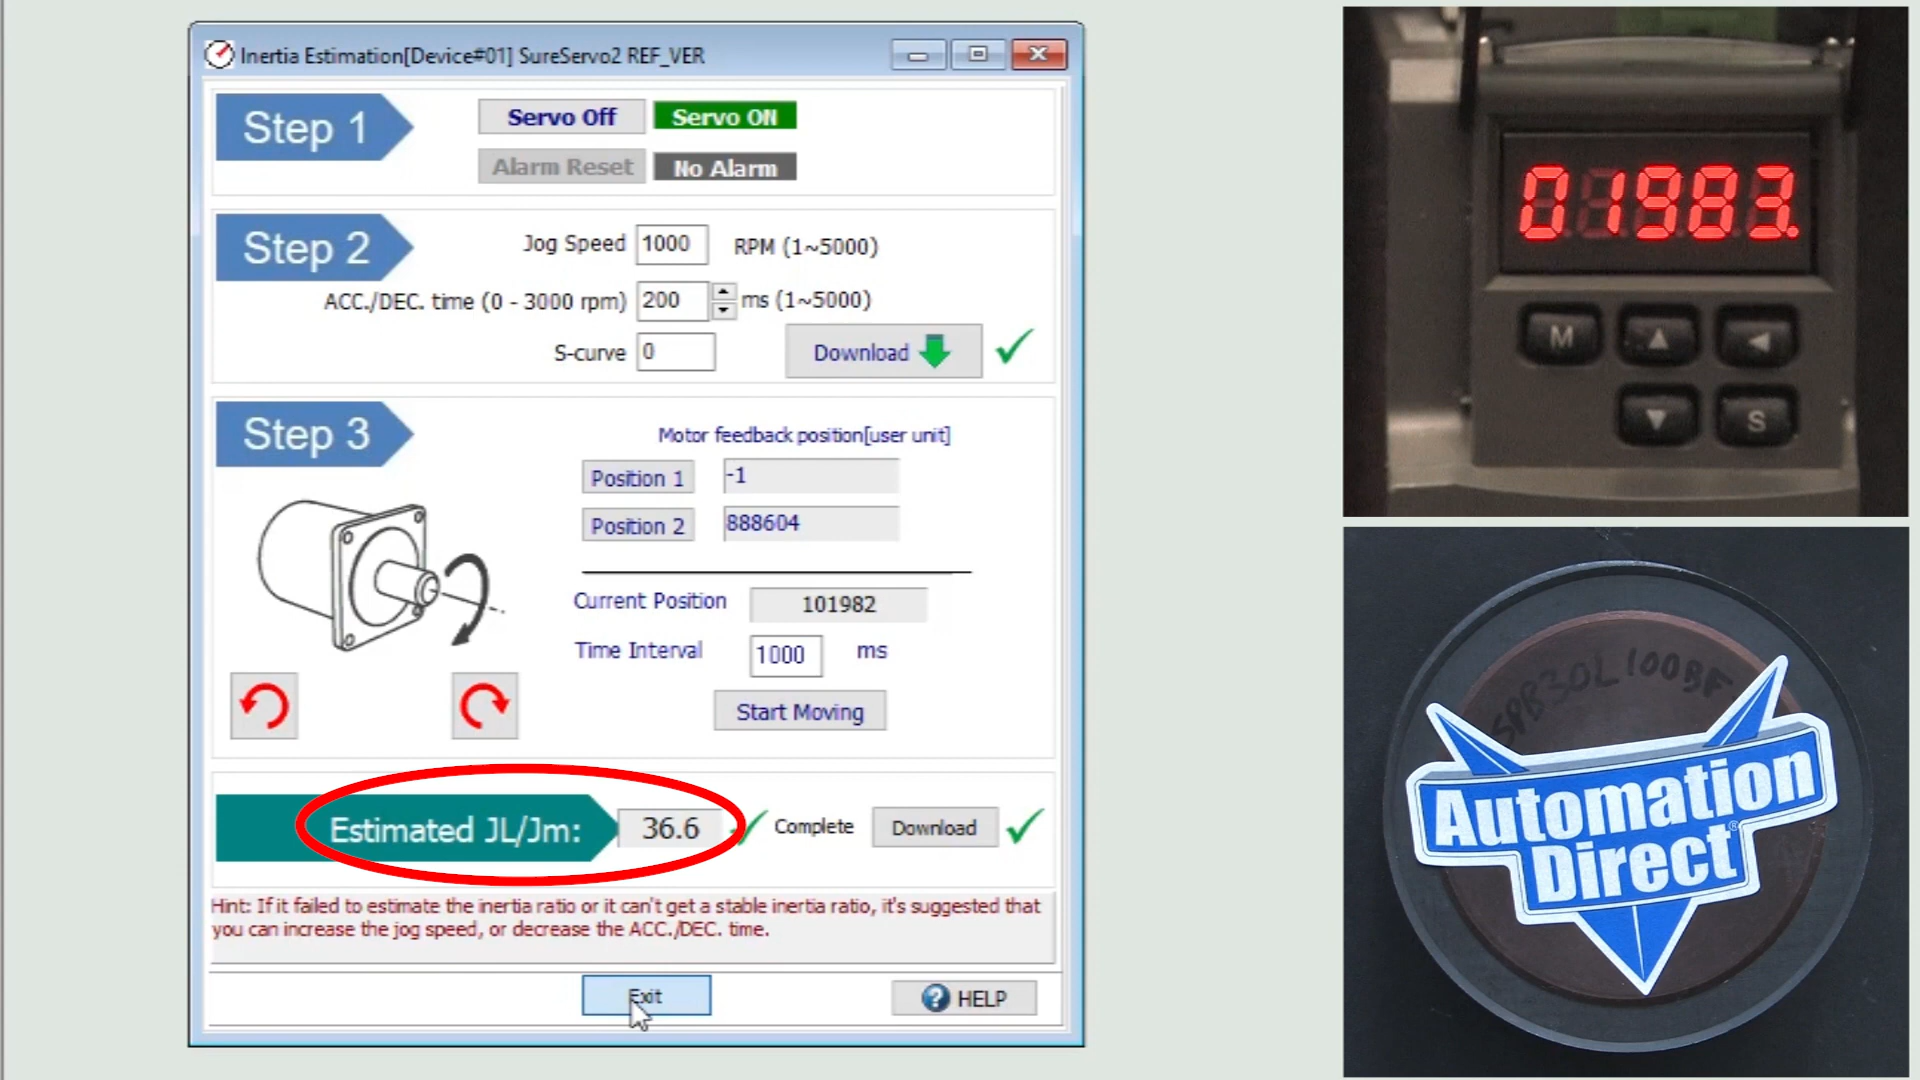 Inertia Estimation[Device#01] SureServo2 REF_VER
Step 1
Servo Off
Servo ON
Alarm Reset
No Alarm
Step 2
Jog Speed 1000 RPM (1~5000)
ACC./DEC. time (0 - 3000 rpm) 200 ms (1~5000)
S-curve 0
Download
Step 3
Motor feedback position[user unit]
Position 1 -1
Position 2 888604
Current Position 101982
Time Interval 1000 ms
Start Moving
Estimated JL/Jm: 36.6
Complete
Download
Hint: If it failed to estimate the inertia ratio or it can't get a stable inertia ratio, it's suggested that
you can increase the jog speed, or decrease the ACC./DEC. time.
Exit
HELP
01983.
M
S
SPB30L100BF
Automation
Direct®